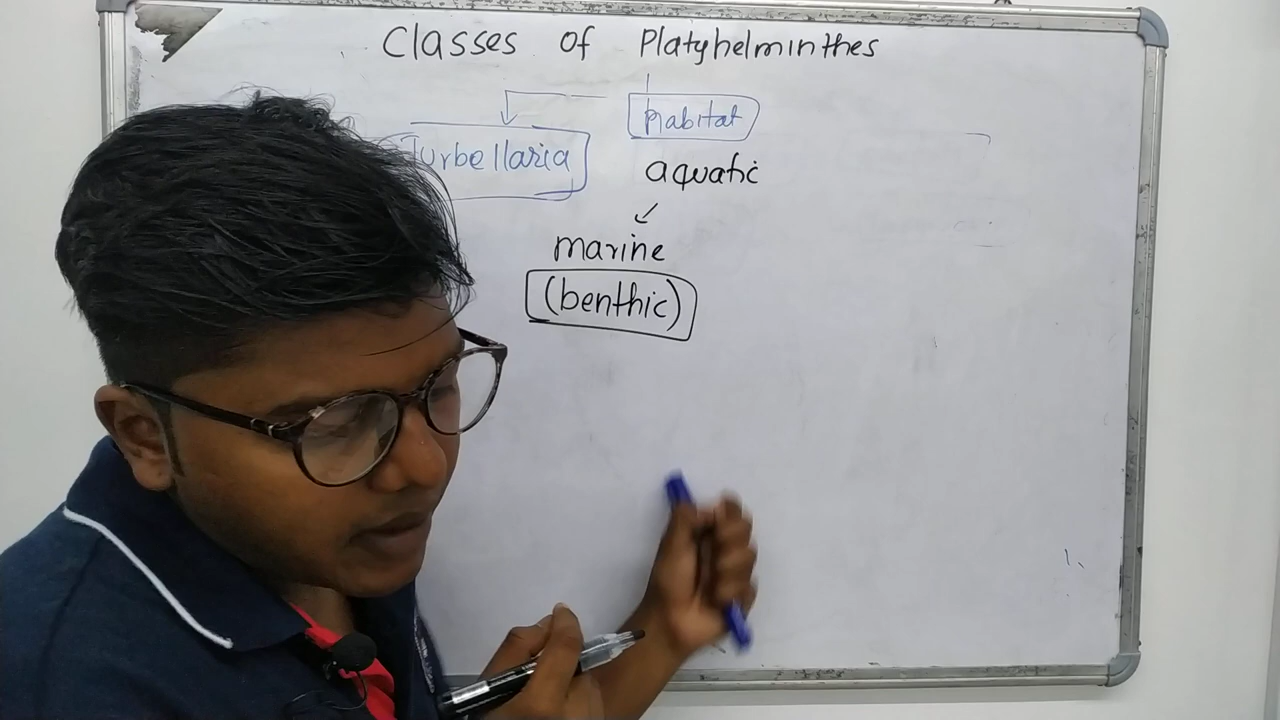 Classes of Platyhelminthes
habitat
Turbellaria
aquatic
marine
(benthic)